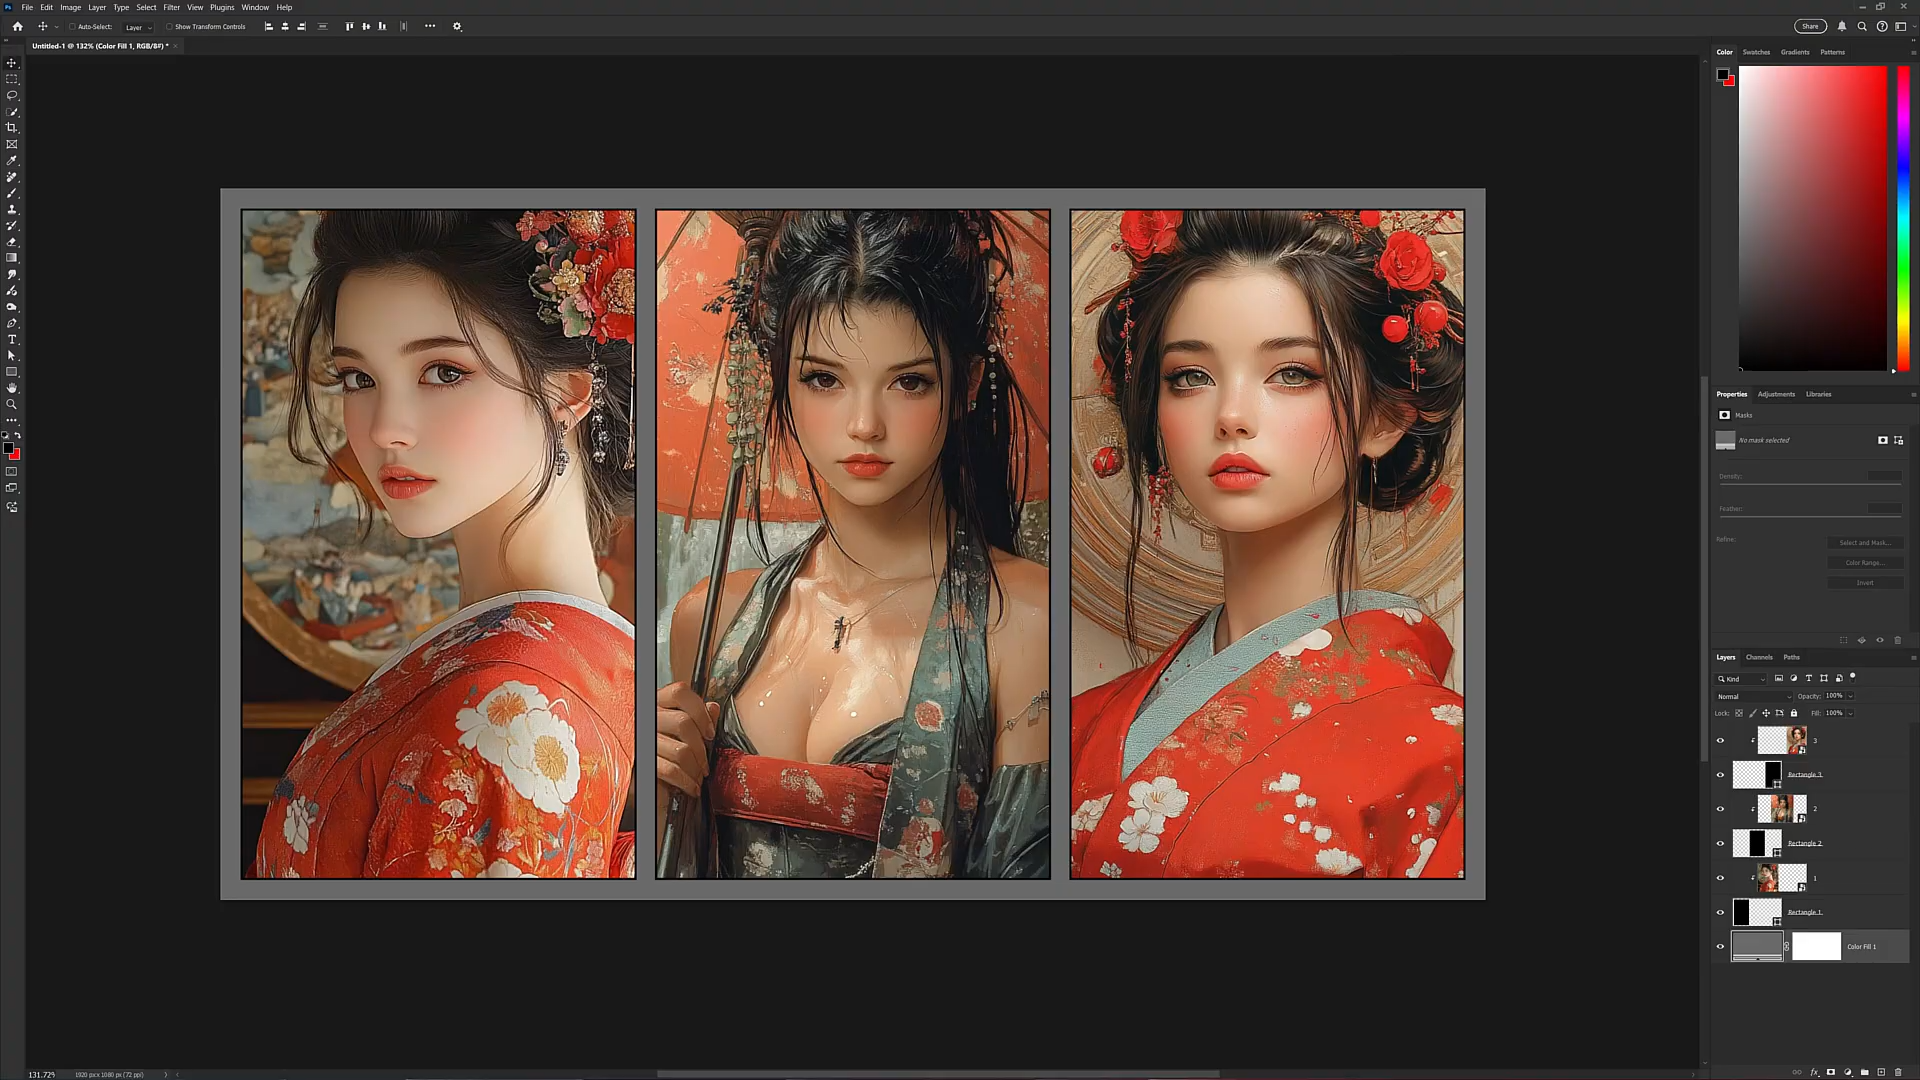 File Edit Image Layer Type Select Filter View Plugins Window Help
Auto-Select: Layer Show Transform Controls Share
Untitled-1 @ 132% (Color Fill 1, RGB/8#) * ×
Color Swatches Gradients Patterns
Properties Adjustments Libraries
Masks
No mask selected
Density:
Feather:
Refine: Select and Mask...
Color Range...
Invert
Layers Channels Paths
Kind
Normal Opacity: 100%
Lock: Fill: 100%
3
Rectangle 3
2
Rectangle 2
1
Rectangle 1
Color Fill 1
131.72% 1920 px x 1080 px (72 ppi)